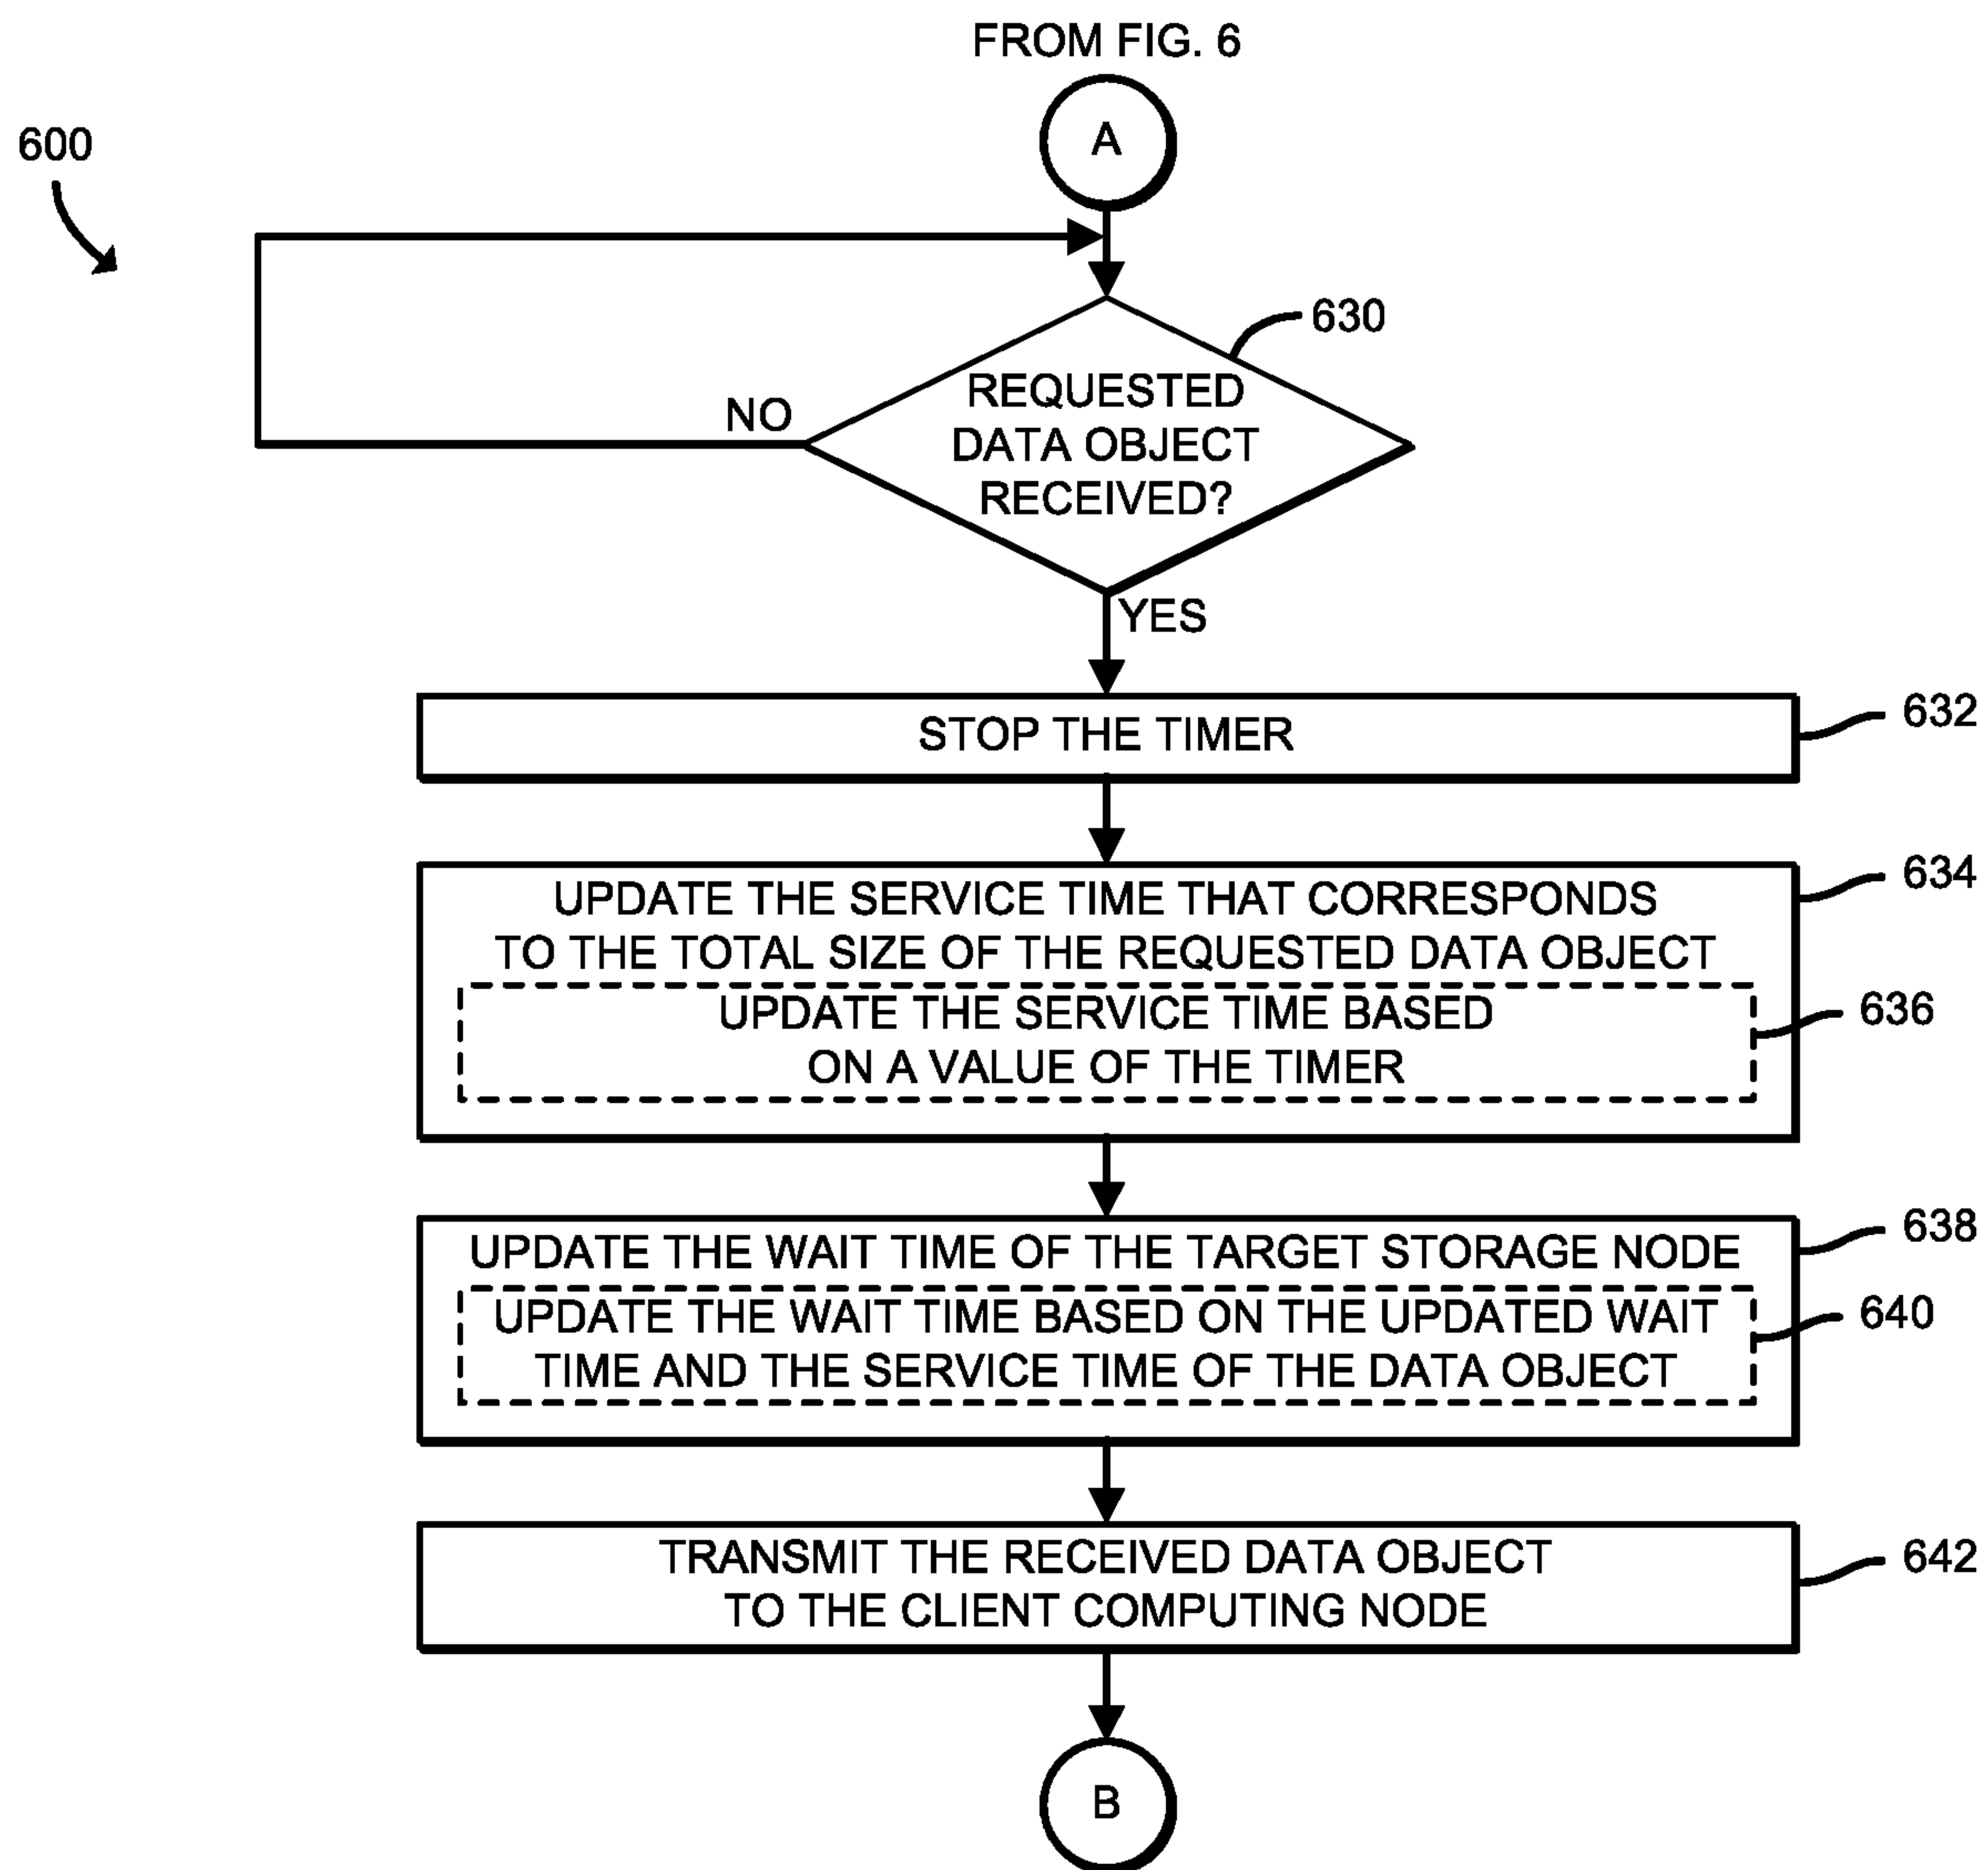 FROM FIG. 6
A
600
630
REQUESTED
DATA OBJECT
RECEIVED?
NO
YES
STOP THE TIMER
632
UPDATE THE SERVICE TIME THAT CORRESPONDS
TO THE TOTAL SIZE OF THE REQUESTED DATA OBJECT
634
UPDATE THE SERVICE TIME BASED
ON A VALUE OF THE TIMER
636
UPDATE THE WAIT TIME OF THE TARGET STORAGE NODE
638
UPDATE THE WAIT TIME BASED ON THE UPDATED WAIT
TIME AND THE SERVICE TIME OF THE DATA OBJECT
640
TRANSMIT THE RECEIVED DATA OBJECT
TO THE CLIENT COMPUTING NODE
642
B